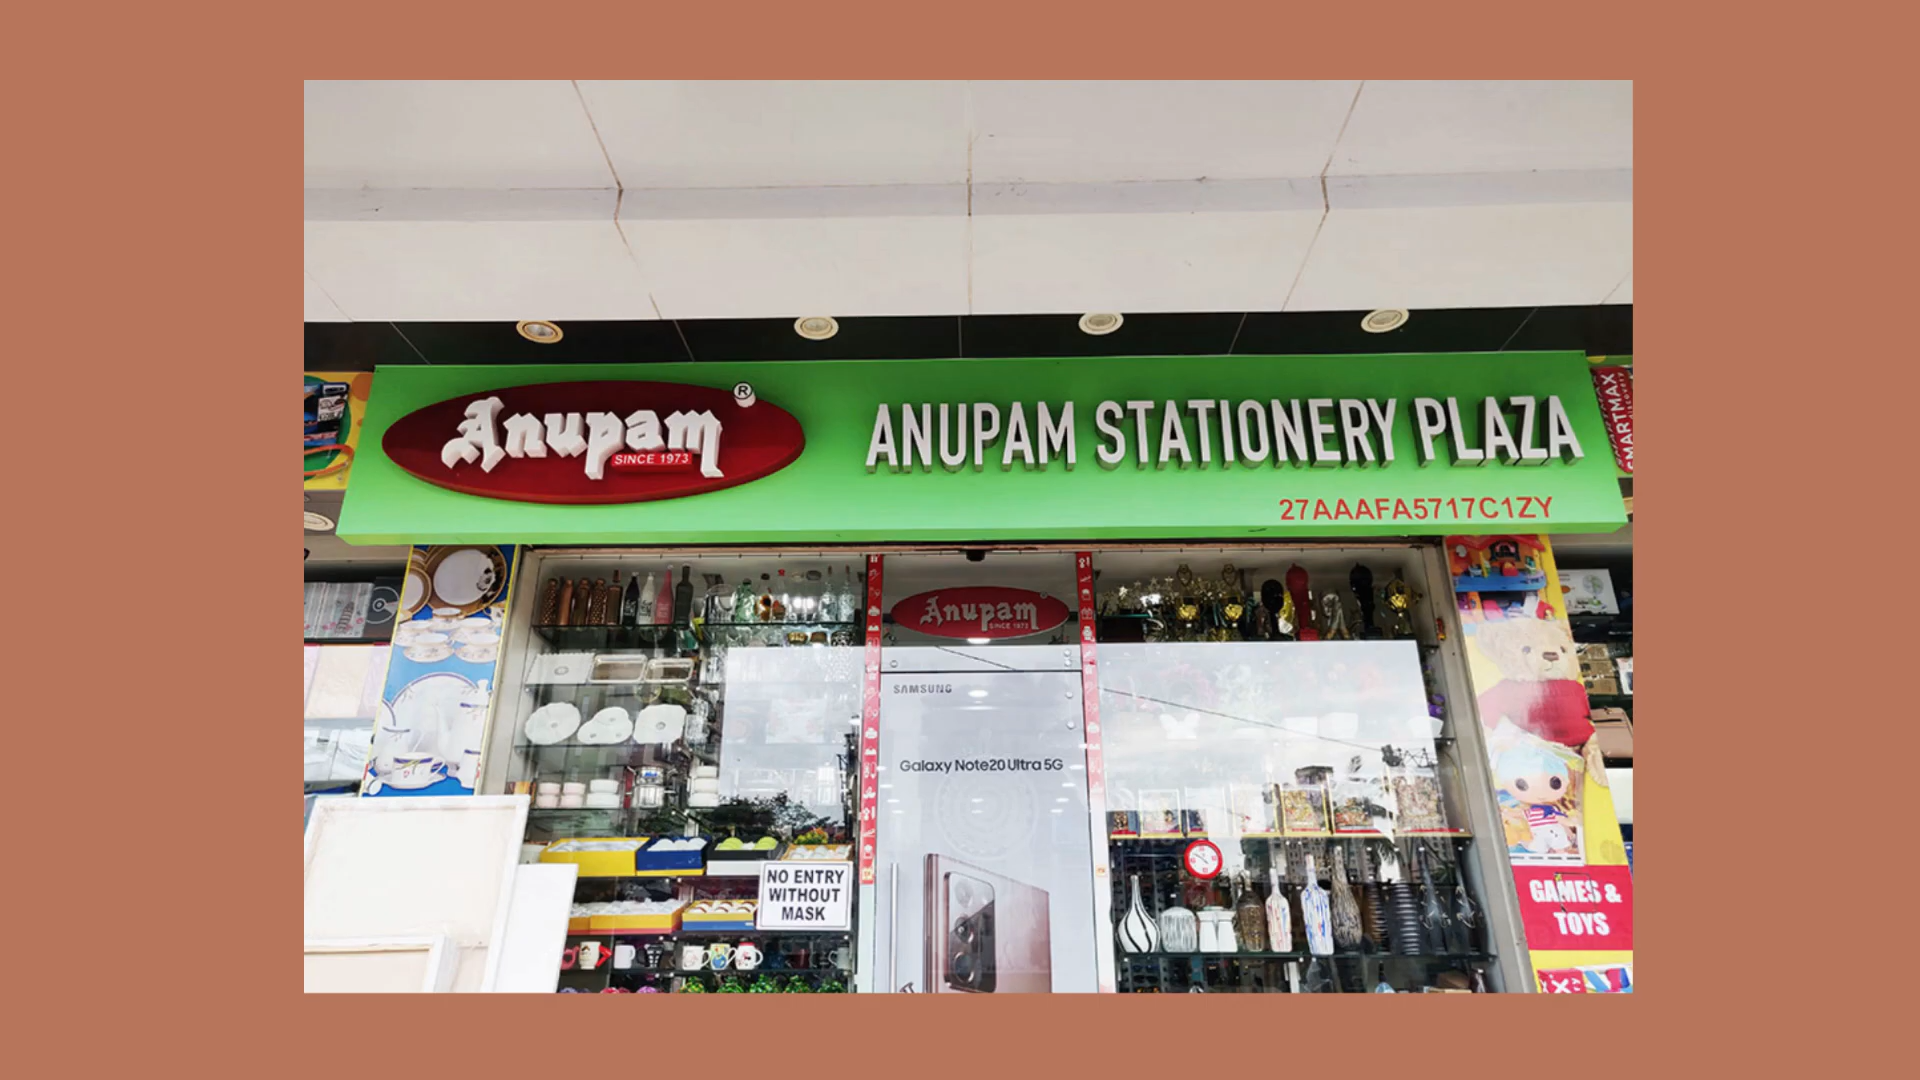 Anupam
®
SINCE 1973
ANUPAM STATIONERY PLAZA
27AAAFA5717C1ZY
SMARTMAX
Anupam
SINCE 1973
SAMSUNG
Galaxy Note20 Ultra 5G
NO ENTRY
WITHOUT
MASK
GAMES &
TOYS